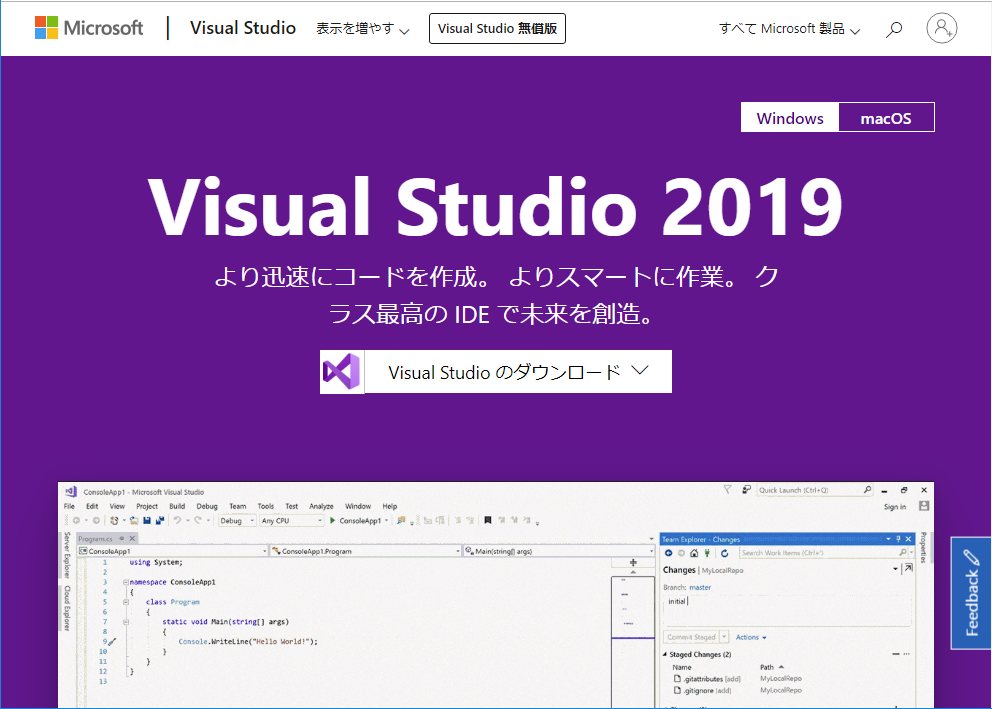 Microsoft Visual Studio 表示を増やす Visual Studio 無償版 すべて Microsoft 製品
Windows macOS
Visual Studio 2019
より迅速にコードを作成。 よりスマートに作業。 ク
ラス最高の IDE で未来を創造。
Visual Studio のダウンロード
ConsoleApp1 - Microsoft Visual Studio
Quick Launch (Ctrl+Q)
File Edit View Project Build Debug Team Tools Test Analyze Window Help
Sign in
Debug Any CPU ConsoleApp1
Server Explorer
Cloud Explorer
Program.cs
ConsoleApp1 ConsoleApp1.Program Main(string[] args)
1 using System;
2
3 namespace ConsoleApp1
4 {
5 class Program
6 {
7 static void Main(string[] args)
8 {
9 Console.WriteLine("Hello World!");
10 }
11 }
12 }
13
Team Explorer - Changes
Search Work Items (Ctrl+')
Changes | MyLocalRepo
Branch: master
initial
Commit Staged Actions
Staged Changes (2)
Name Path
.gitattributes [add] MyLocalRepo
.gitignore [add] MyLocalRepo
Properties
Feedback